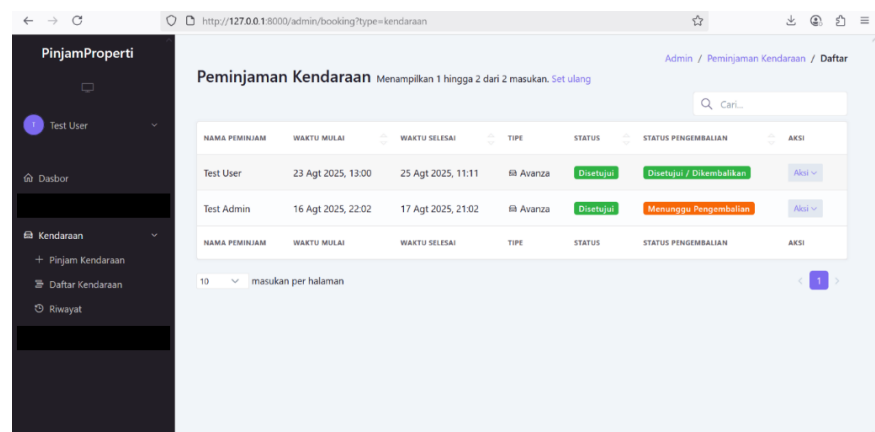 http://127.0.0.1:8000/admin/booking?type=kendaraan
PinjamProperti
1 Test User
Dasbor
Kendaraan
Pinjam Kendaraan
Daftar Kendaraan
Riwayat
Admin / Peminjaman Kendaraan / Daftar
Peminjaman Kendaraan Menampilkan 1 hingga 2 dari 2 masukan. Set ulang
Cari...
NAMA PEMINJAM WAKTU MULAI WAKTU SELESAI TIPE STATUS STATUS PENGEMBALIAN AKSI
Test User 23 Agt 2025, 13:00 25 Agt 2025, 11:11 Avanza Disetujui Disetujui / Dikembalikan Aksi
Test Admin 16 Agt 2025, 22:02 17 Agt 2025, 21:02 Avanza Disetujui Menunggu Pengembalian Aksi
NAMA PEMINJAM WAKTU MULAI WAKTU SELESAI TIPE STATUS STATUS PENGEMBALIAN AKSI
10 masukan per halaman
< 1 >